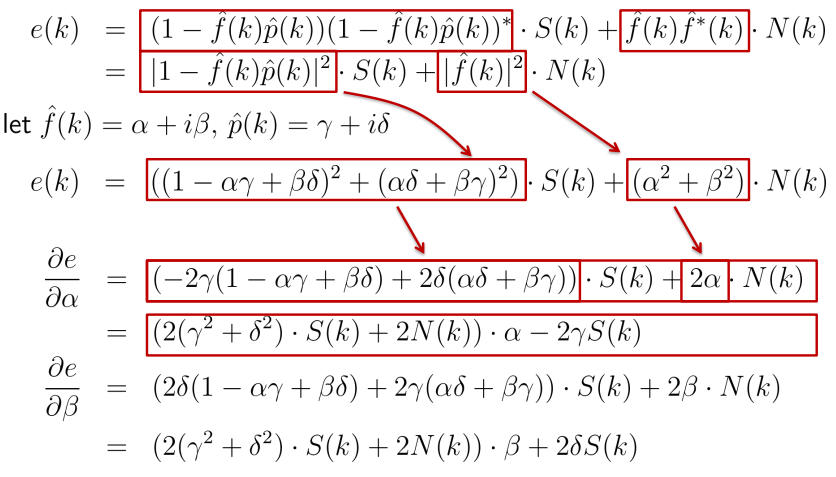 e(k) = (1 − f̂(k)p̂(k))(1 − f̂(k)p̂(k))* · S(k) + f̂(k)f̂*(k) · N(k)
= |1 − f̂(k)p̂(k)|² · S(k) + |f̂(k)|² · N(k)
let f̂(k) = α + iβ, p̂(k) = γ + iδ
e(k) = ((1 − αγ + βδ)² + (αδ + βγ)²) · S(k) + (α² + β²) · N(k)
∂e/∂α = (−2γ(1 − αγ + βδ) + 2δ(αδ + βγ)) · S(k) + 2α · N(k)
= (2(γ² + δ²) · S(k) + 2N(k)) · α − 2γS(k)
∂e/∂β = (2δ(1 − αγ + βδ) + 2γ(αδ + βγ)) · S(k) + 2β · N(k)
= (2(γ² + δ²) · S(k) + 2N(k)) · β + 2δS(k)